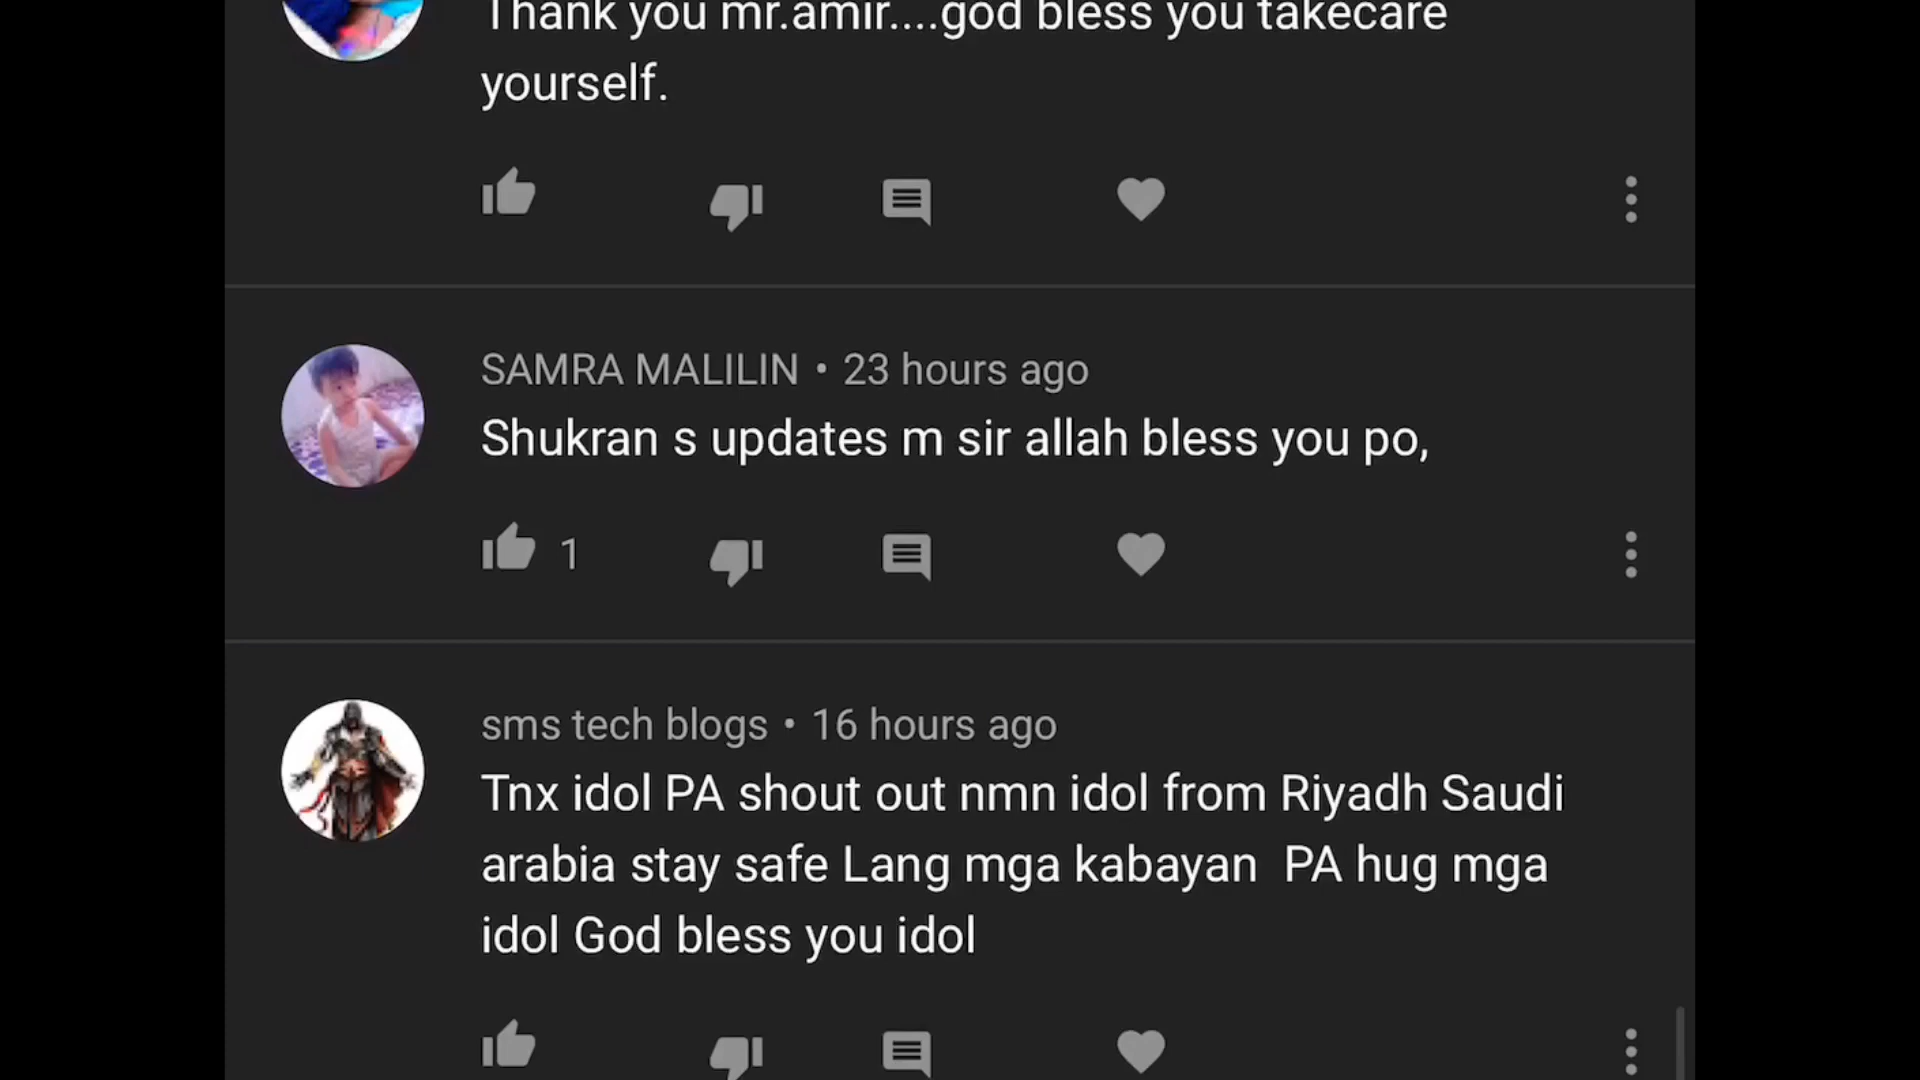 Thank you mr.amir....god bless you takecare
yourself.
SAMRA MALILIN • 23 hours ago
Shukran s updates m sir allah bless you po,
1
sms tech blogs • 16 hours ago
Tnx idol PA shout out nmn idol from Riyadh Saudi
arabia stay safe Lang mga kabayan  PA hug mga
idol God bless you idol